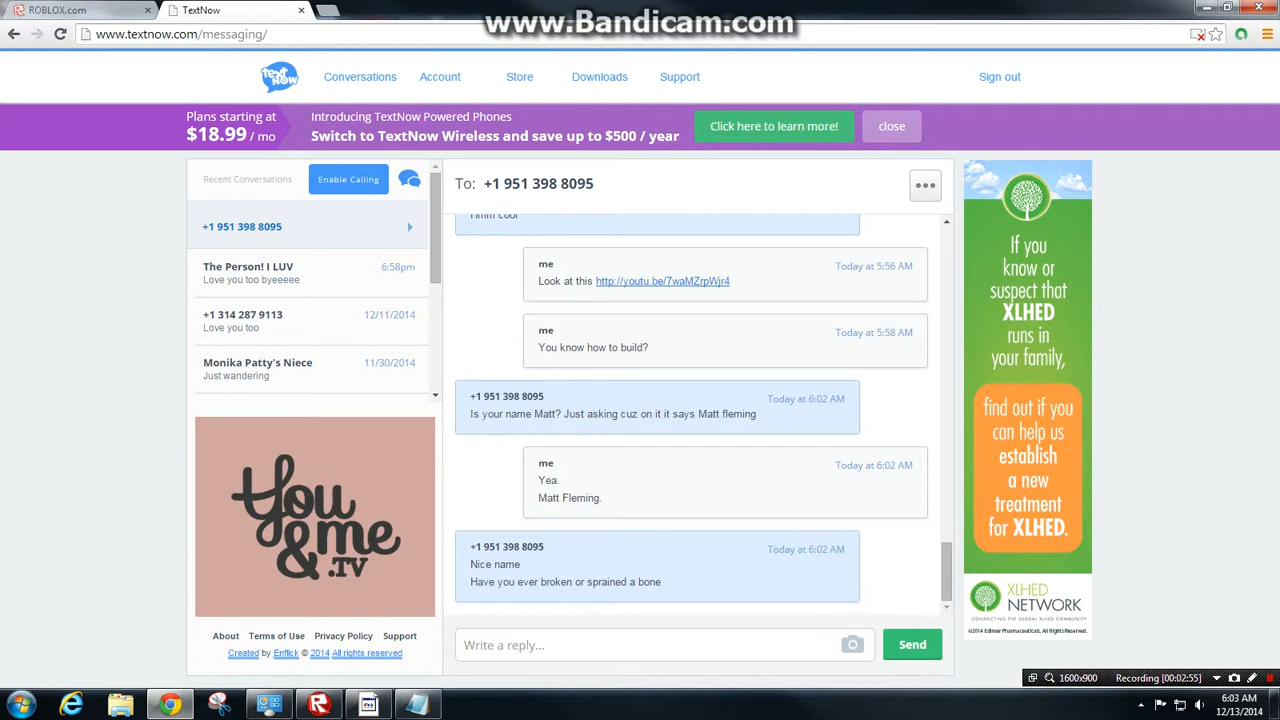 ROBLOX.com
TextNow
www.Bandicam.com
www.textnow.com/messaging/
text now
Conversations
Account
Store
Downloads
Support
Sign out
Plans starting at
$18.99 / mo
Introducing TextNow Powered Phones
Switch to TextNow Wireless and save up to $500 / year
Click here to learn more!
close
Recent Conversations
Enable Calling
+1 951 398 8095
The Person! I LUV
6:58pm
Love you too byeeeee
+1 314 287 9113
12/11/2014
Love you too
Monika Patty's Niece
11/30/2014
Just wandering
You
& me
.TV
About
Terms of Use
Privacy Policy
Support
Created by Enflick © 2014 All rights reserved
To: +1 951 398 8095
me
Today at 5:56 AM
Look at this http://youtu.be/7waMZrpWjr4
me
Today at 5:58 AM
You know how to build?
+1 951 398 8095
Today at 6:02 AM
Is your name Matt? Just asking cuz on it it says Matt fleming
me
Today at 6:02 AM
Yea.
Matt Fleming.
+1 951 398 8095
Today at 6:02 AM
Nice name
Have you ever broken or sprained a bone
Write a reply...
Send
If you
know or
suspect that
XLHED
runs in
your family,
find out if you
can help us
establish
a new
treatment
for XLHED.
XLHED
NETWORK
CONNECTING THE GLOBAL XLHED COMMUNITY
©2014 Edimer Pharmaceuticals. All Rights Reserved.
1600x900
Recording [00:02:55]
6:03 AM
12/13/2014